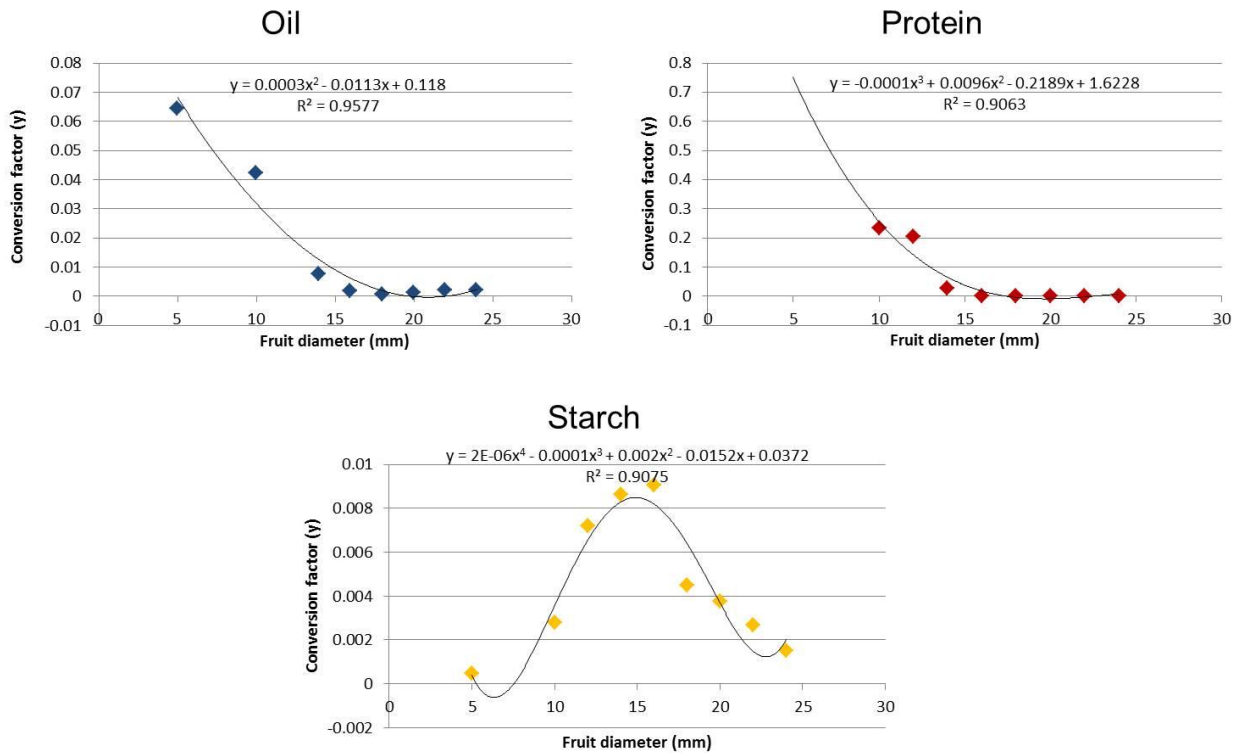 Oil
y = 0.0003x² - 0.0113x + 0.118
R² = 0.9577
0.08
0.07
0.06
0.05
0.04
0.03
0.02
0.01
0
-0.01
Conversion factor (y)
0 5 10 15 20 25 30
Fruit diameter (mm)
Protein
y = -0.0001x³ + 0.0096x² - 0.2189x + 1.6228
R² = 0.9063
0.8
0.7
0.6
0.5
0.4
0.3
0.2
0.1
0
-0.1
Conversion factor (y)
0 5 10 15 20 25 30
Fruit diameter (mm)
Starch
y = 2E-06x⁴ - 0.0001x³ + 0.002x² - 0.0152x + 0.0372
R² = 0.9075
0.01
0.008
0.006
0.004
0.002
0
-0.002
Conversion factor (y)
0 5 10 15 20 25 30
Fruit diameter (mm)